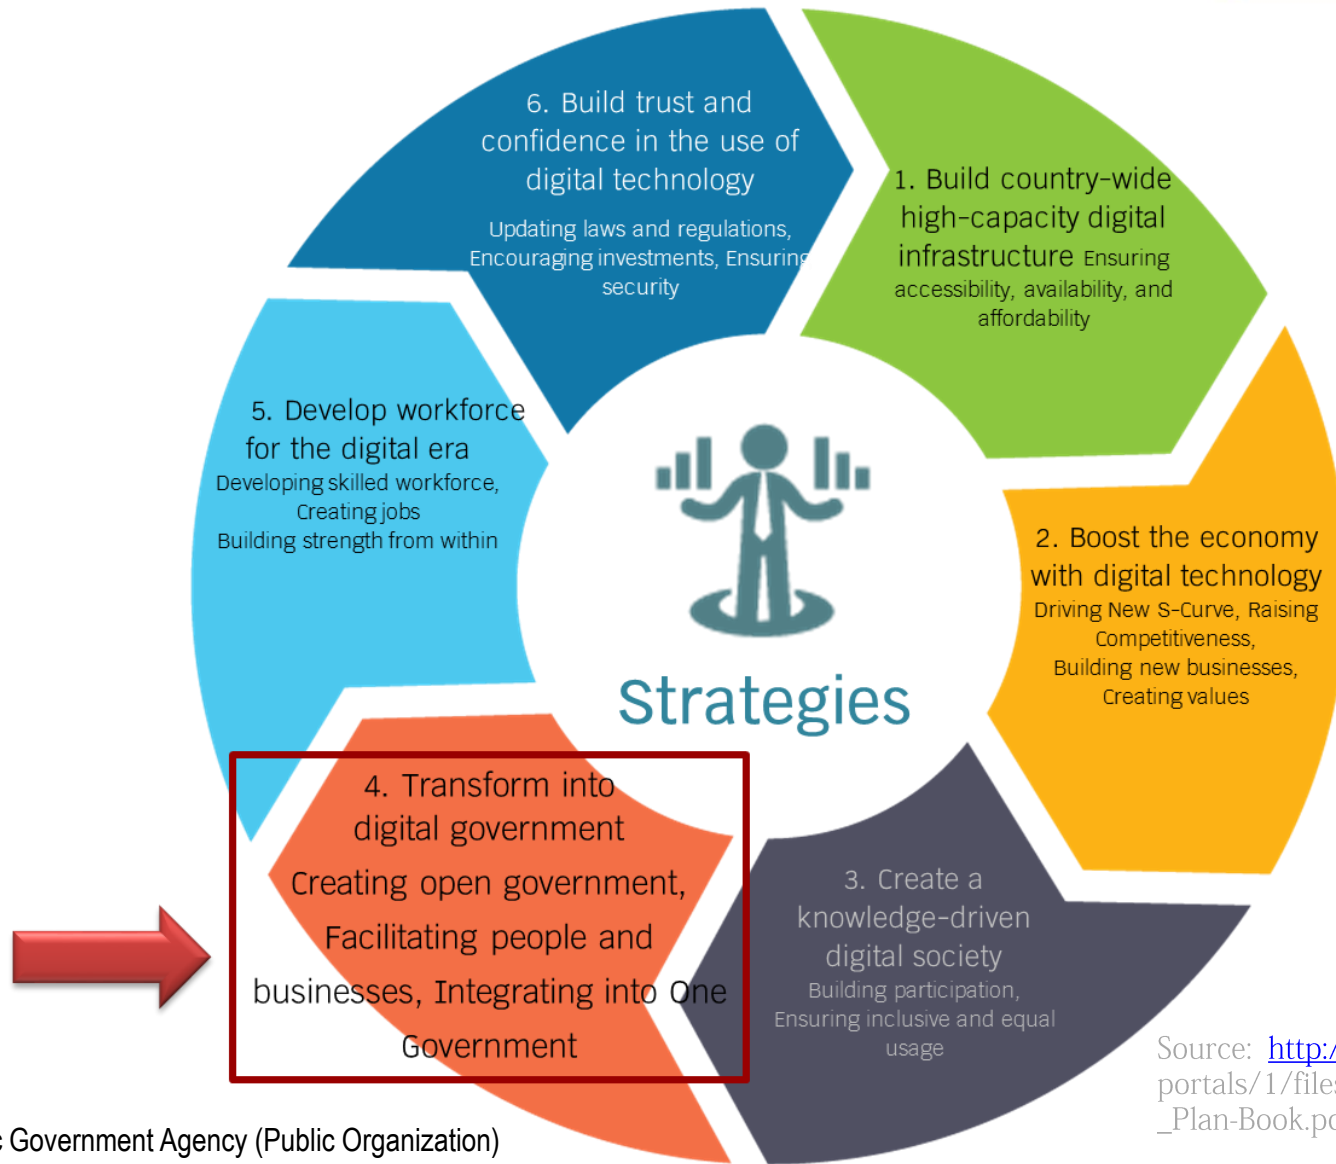 6. Build trust and
confidence in the use of
digital technology
Updating laws and regulations,
Encouraging investments, Ensuring
security
1. Build country-wide
high-capacity digital
infrastructure Ensuring
accessibility, availability, and
affordability
2. Boost the economy
with digital technology
Driving New S-Curve, Raising
Competitiveness,
Building new businesses,
Creating values
3. Create a
knowledge-driven
digital society
Building participation,
Ensuring inclusive and equal
usage
4. Transform into
digital government
Creating open government,
Facilitating people and
businesses, Integrating into One
Government
5. Develop workforce
for the digital era
Developing skilled workforce,
Creating jobs
Building strength from within
Strategies
Source: http:/
portals/1/files
_Plan-Book.pd
c Government Agency (Public Organization)